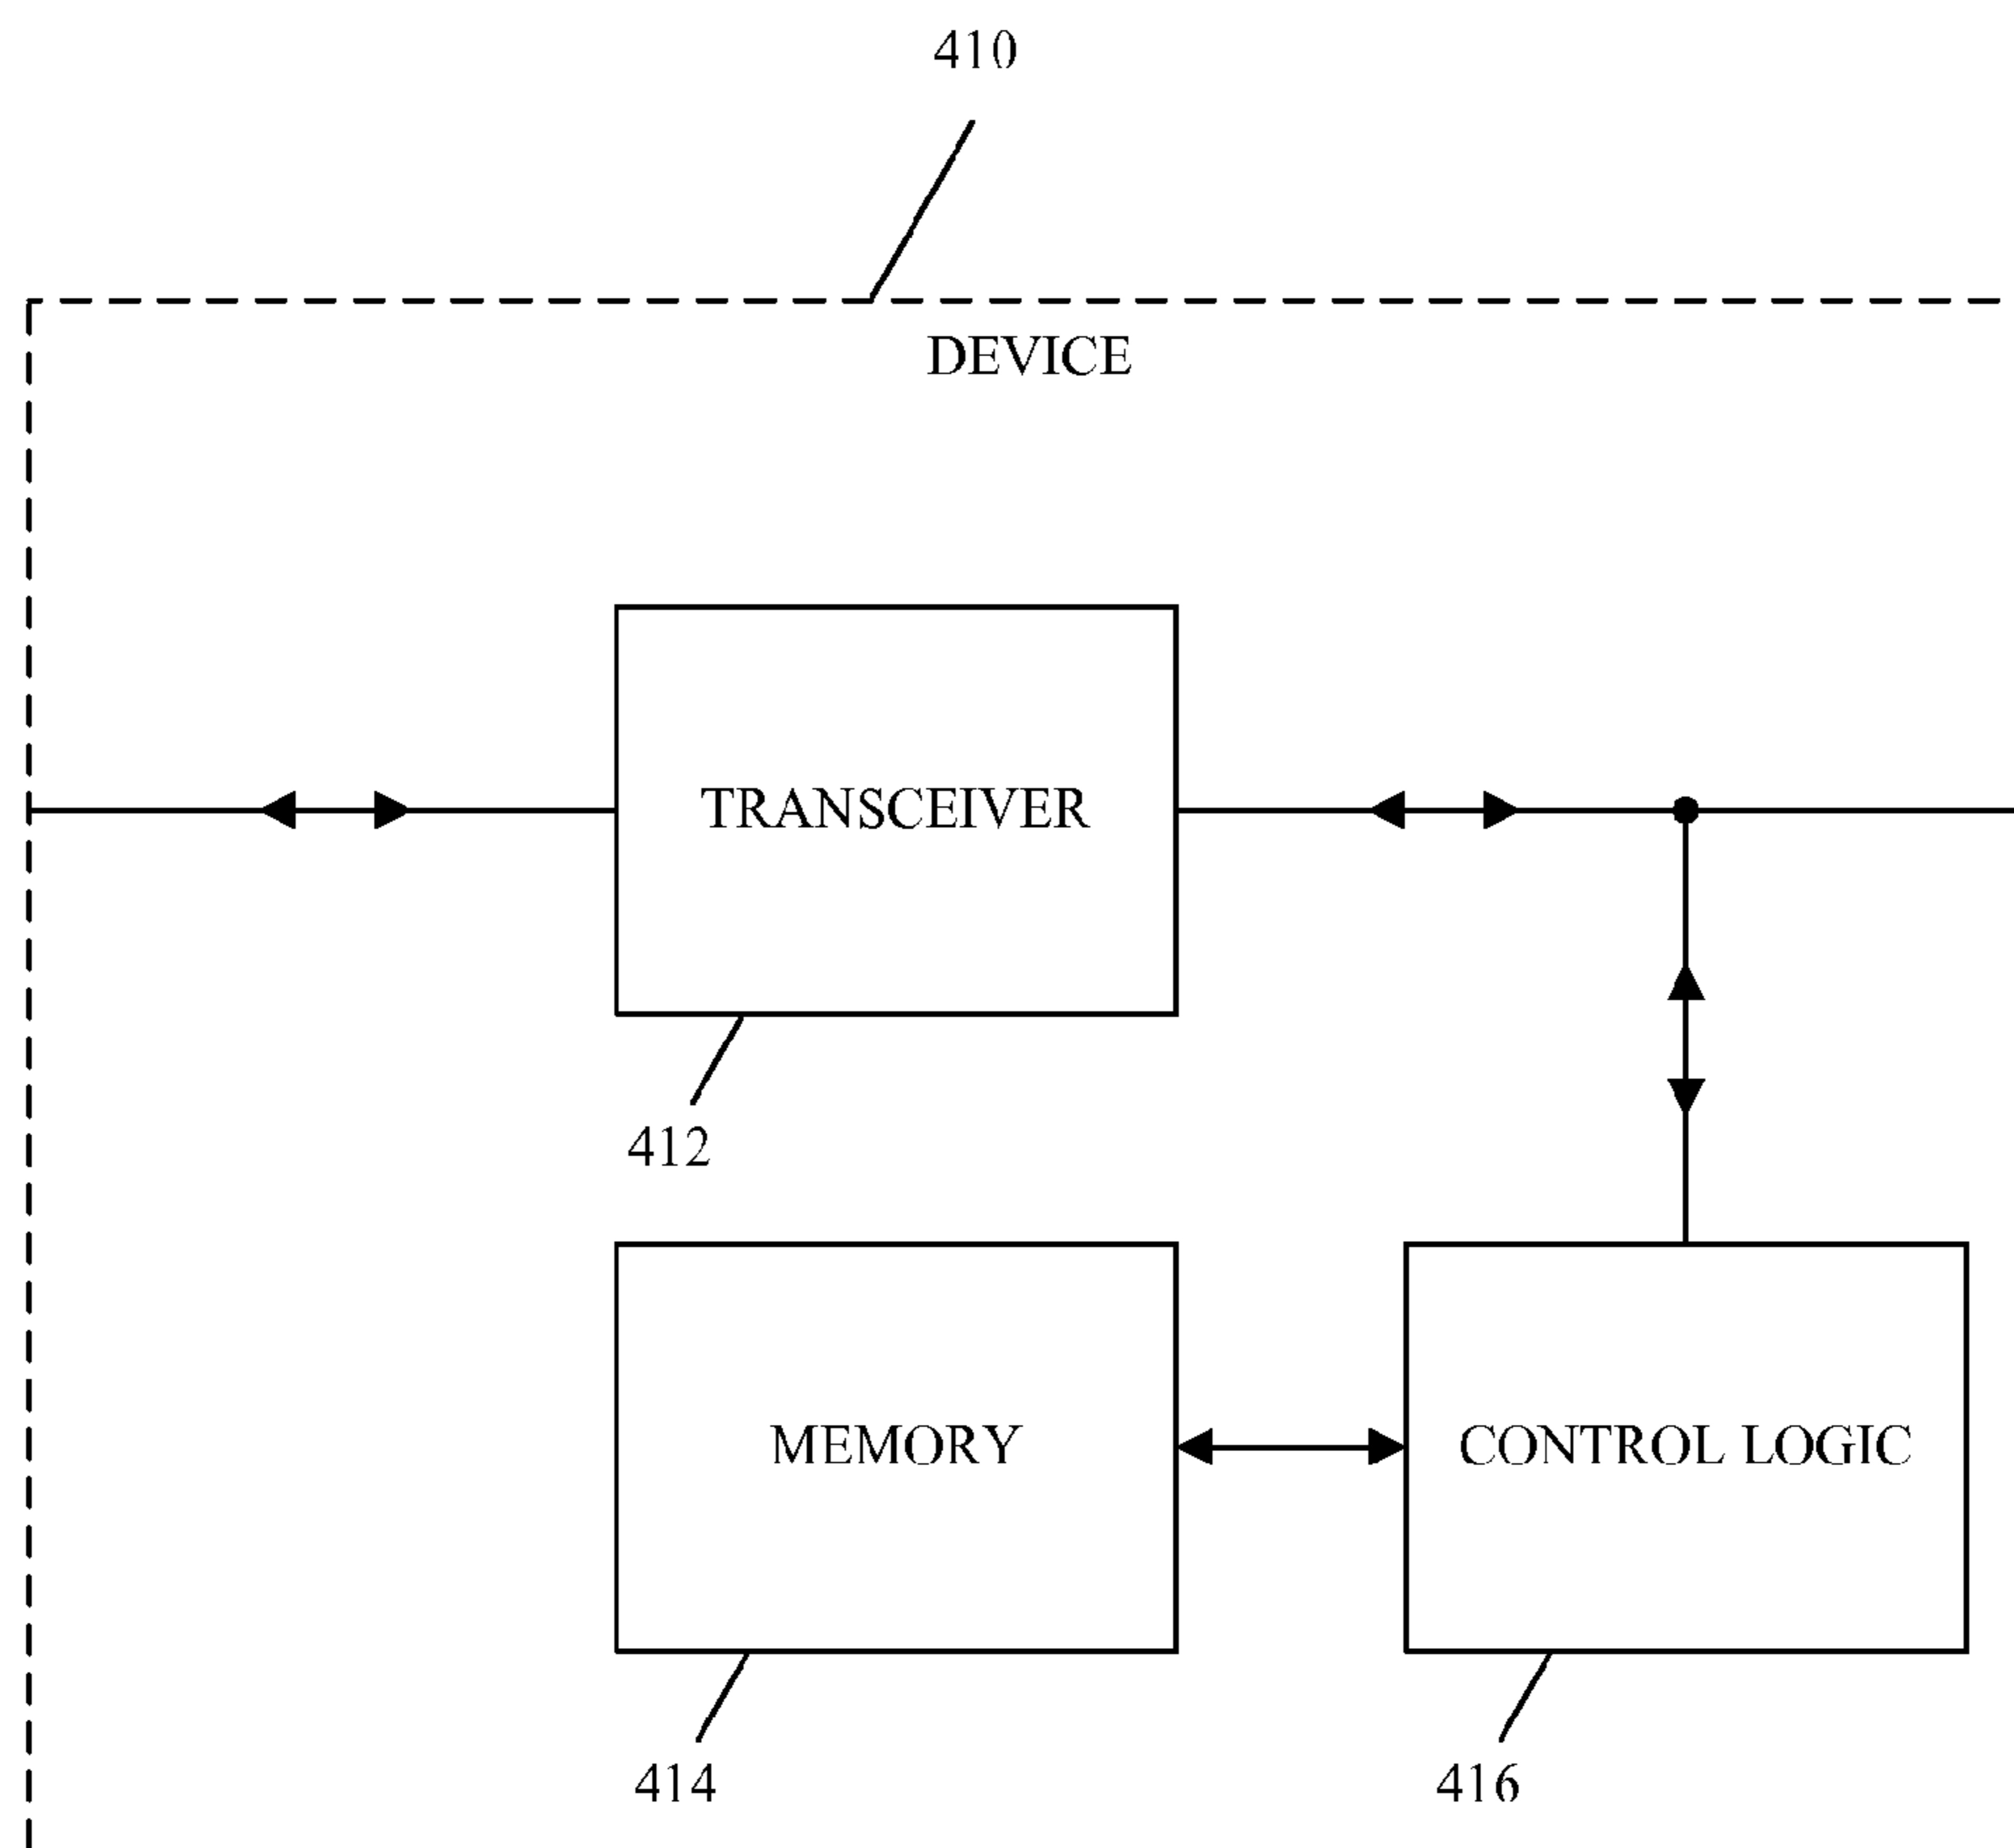 410
DEVICE
TRANSCEIVER
412
MEMORY
CONTROL LOGIC
414
416